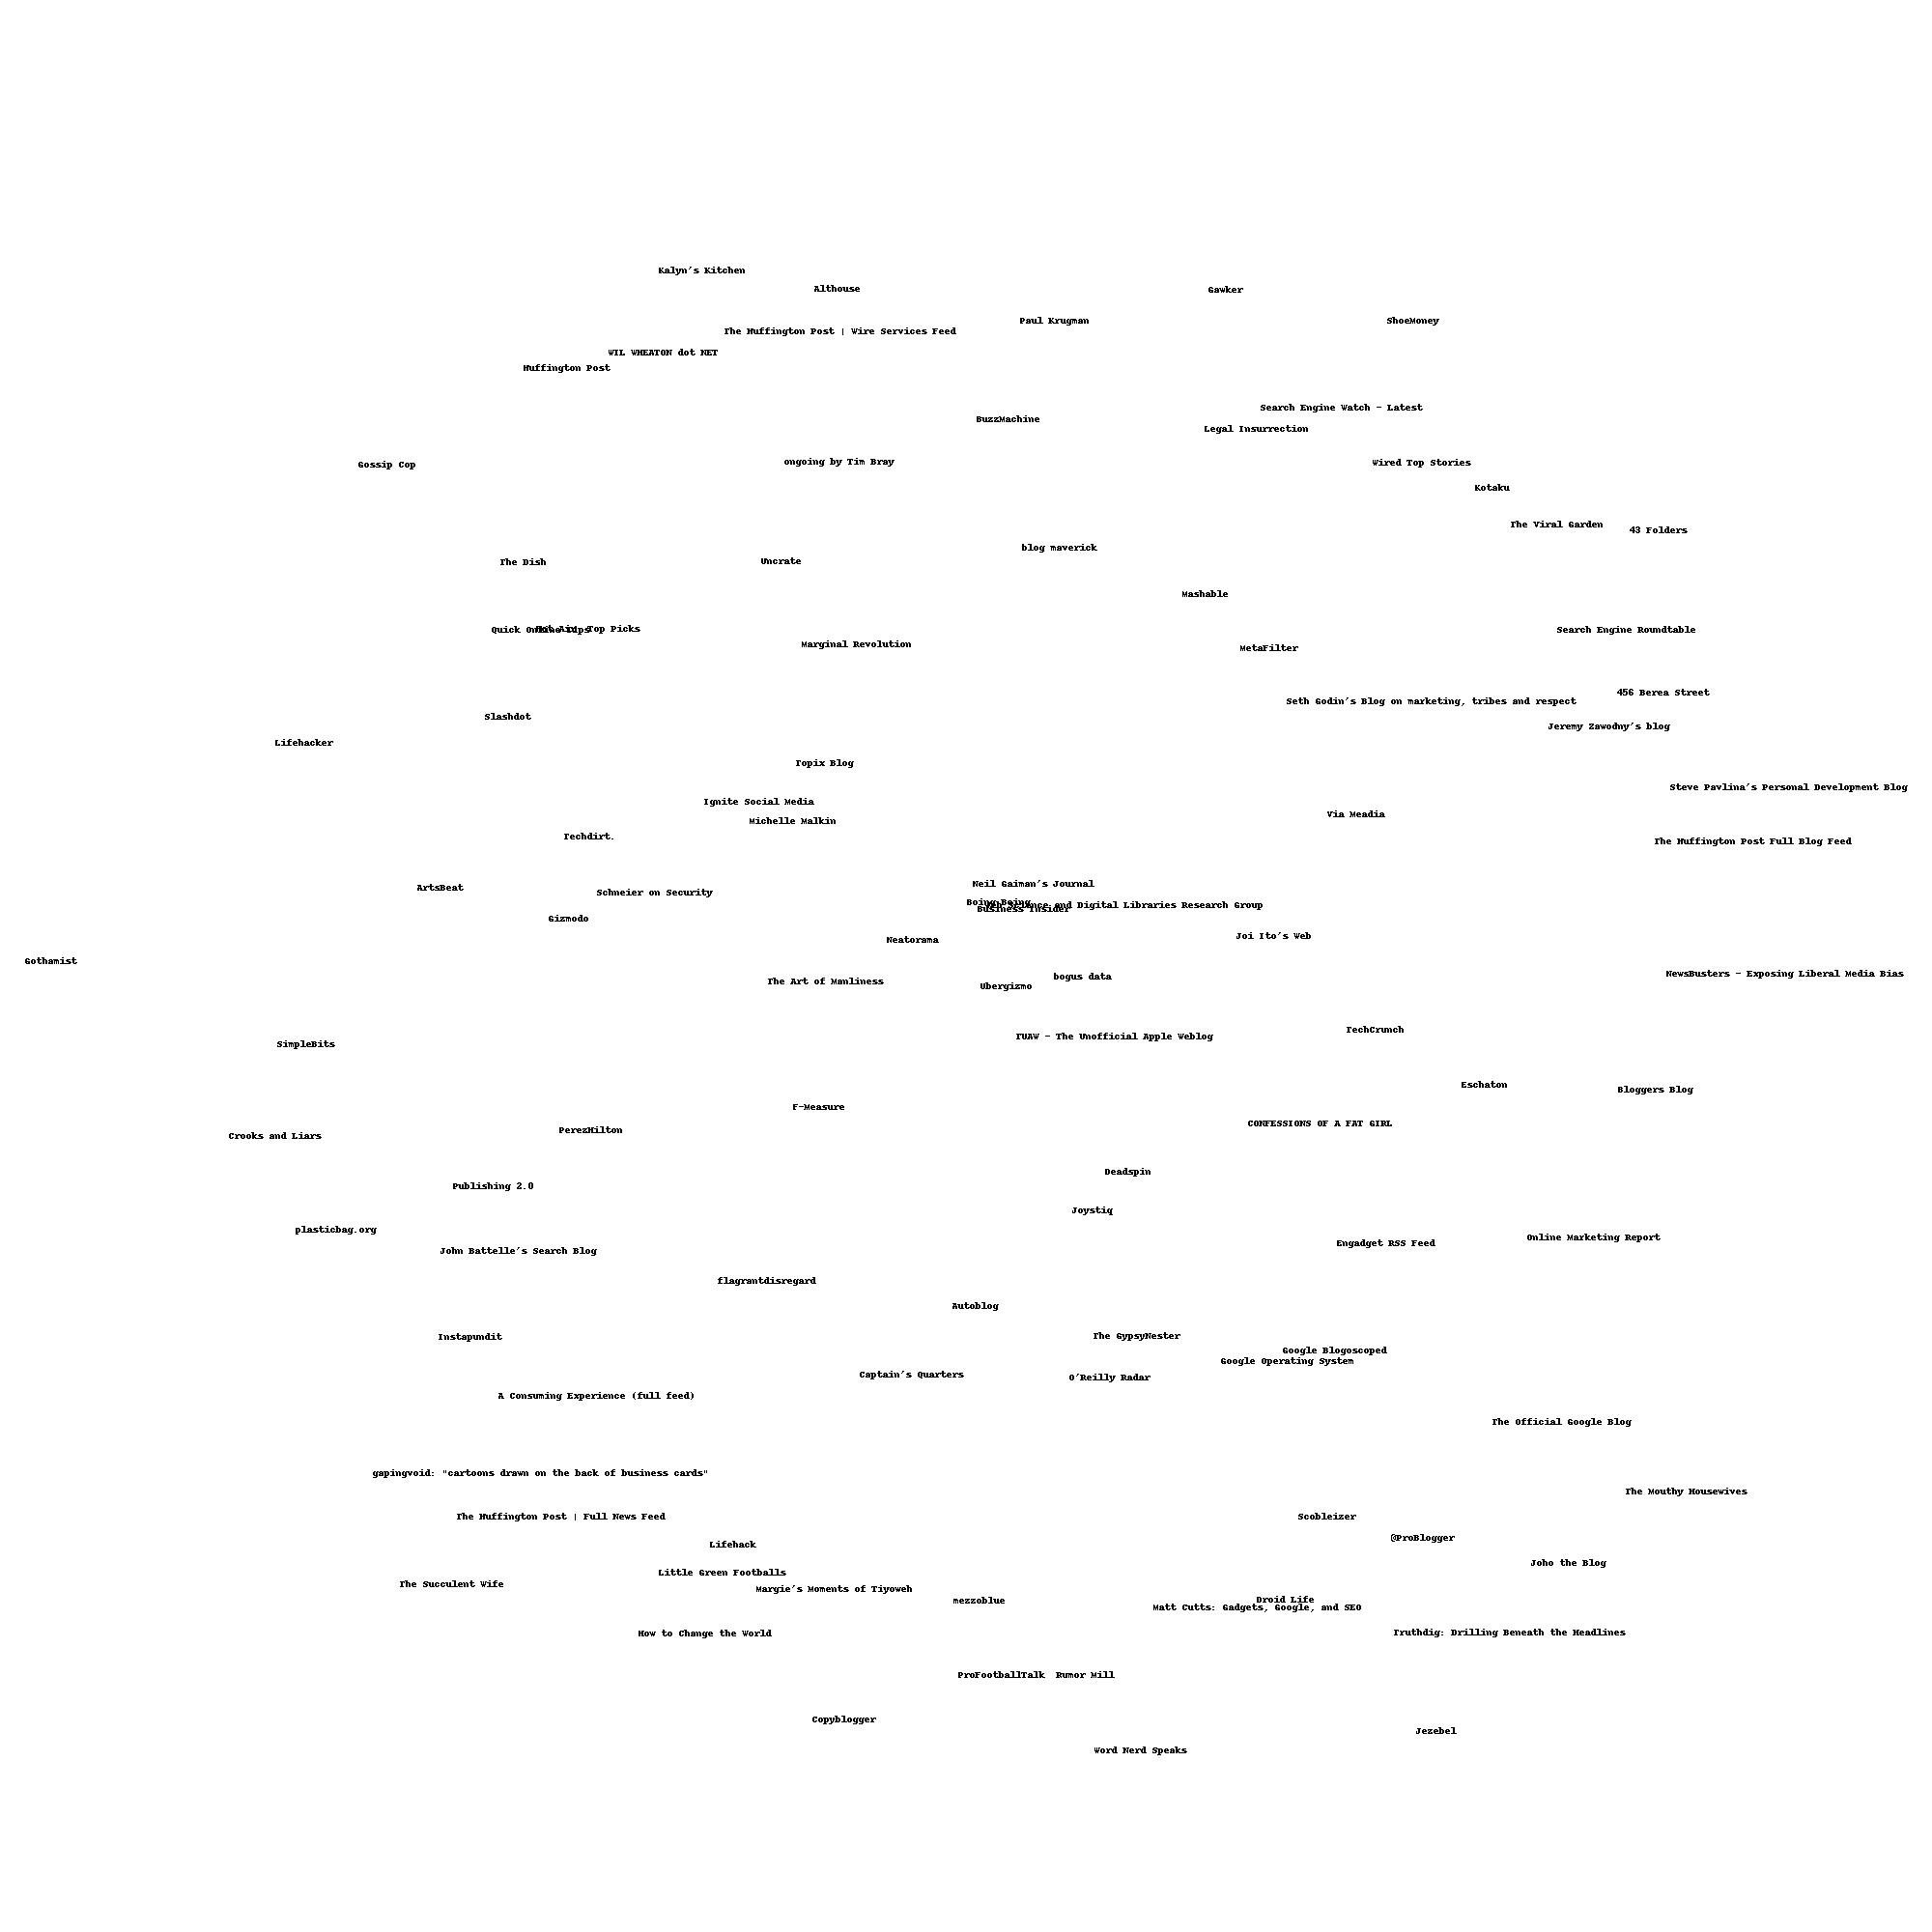 Kalyn's Kitchen
Althouse
Gawker
Paul Krugman
ShoeMoney
The Huffington Post | Wire Services Feed
WIL WHEATON dot NET
Huffington Post
Search Engine Watch - Latest
BuzzMachine
Legal Insurrection
ongoing by Tim Bray
Wired Top Stories
Gossip Cop
Kotaku
The Viral Garden
43 Folders
blog maverick
Uncrate
The Dish
Mashable
Quick Online Tips
Hot Air Top Picks
Search Engine Roundtable
Marginal Revolution
MetaFilter
456 Berea Street
Seth Godin's Blog on marketing, tribes and respect
Slashdot
Jeremy Zawodny's blog
Lifehacker
Topix Blog
Steve Pavlina's Personal Development Blog
Ignite Social Media
Via Meadia
Michelle Malkin
Techdirt.
The Huffington Post Full Blog Feed
Neil Gaiman's Journal
ArtsBeat
Schneier on Security
Boing Boing
Web Science and Digital Libraries Research Group
Business Insider
Gizmodo
Joi Ito's Web
Neatorama
Gothamist
NewsBusters - Exposing Liberal Media Bias
bogus data
The Art of Manliness
Ubergizmo
TechCrunch
TUAW - The Unofficial Apple Weblog
SimpleBits
Eschaton
Bloggers Blog
F-Measure
CONFESSIONS OF A FAT GIRL
PerezHilton
Crooks and Liars
Deadspin
Publishing 2.0
Joystiq
plasticbag.org
Online Marketing Report
Engadget RSS Feed
John Battelle's Search Blog
flagrantdisregard
Autoblog
The GypsyNester
Instapundit
Google Blogoscoped
Google Operating System
Captain's Quarters
O'Reilly Radar
A Consuming Experience (full feed)
The Official Google Blog
gapingvoid: "cartoons drawn on the back of business cards"
The Mouthy Housewives
The Huffington Post | Full News Feed
Scobleizer
@ProBlogger
Lifehack
Joho the Blog
Little Green Footballs
The Succulent Wife
Margie's Moments of Tiyoweh
Droid Life
mezzoblue
Matt Cutts: Gadgets, Google, and SEO
Truthdig: Drilling Beneath the Headlines
How to Change the World
ProFootballTalk  Rumor Mill
Copyblogger
Jezebel
Word Nerd Speaks